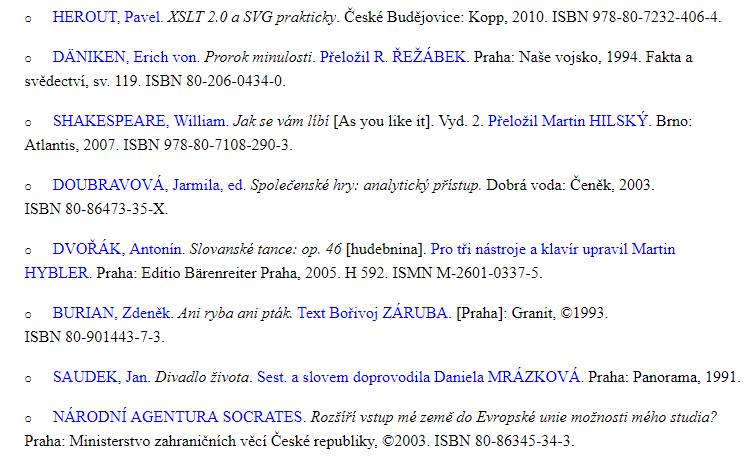 o HEROUT, Pavel. XSLT 2.0 a SVG prakticky. České Budějovice: Kopp, 2010. ISBN 978-80-7232-406-4.
o DÄNIKEN, Erich von. Prorok minulosti. Přeložil R. ŘEŽÁBEK. Praha: Naše vojsko, 1994. Fakta a
svědectví, sv. 119. ISBN 80-206-0434-0.
o SHAKESPEARE, William. Jak se vám líbí [As you like it]. Vyd. 2. Přeložil Martin HILSKÝ. Brno:
Atlantis, 2007. ISBN 978-80-7108-290-3.
o DOUBRAVOVÁ, Jarmila, ed. Společenské hry: analytický přístup. Dobrá voda: Čeněk, 2003.
ISBN 80-86473-35-X.
o DVOŘÁK, Antonín. Slovanské tance: op. 46 [hudebnina]. Pro tři nástroje a klavír upravil Martin
HYBLER. Praha: Editio Bärenreiter Praha, 2005. H 592. ISMN M-2601-0337-5.
o BURIAN, Zdeněk. Ani ryba ani pták. Text Bořivoj ZÁRUBA. [Praha]: Granit, ©1993.
ISBN 80-901443-7-3.
o SAUDEK, Jan. Divadlo života. Sest. a slovem doprovodila Daniela MRÁZKOVÁ. Praha: Panorama, 1991.
o NÁRODNÍ AGENTURA SOCRATES. Rozšíří vstup mé země do Evropské unie možnosti mého studia?
Praha: Ministerstvo zahraničních věcí České republiky, ©2003. ISBN 80-86345-34-3.